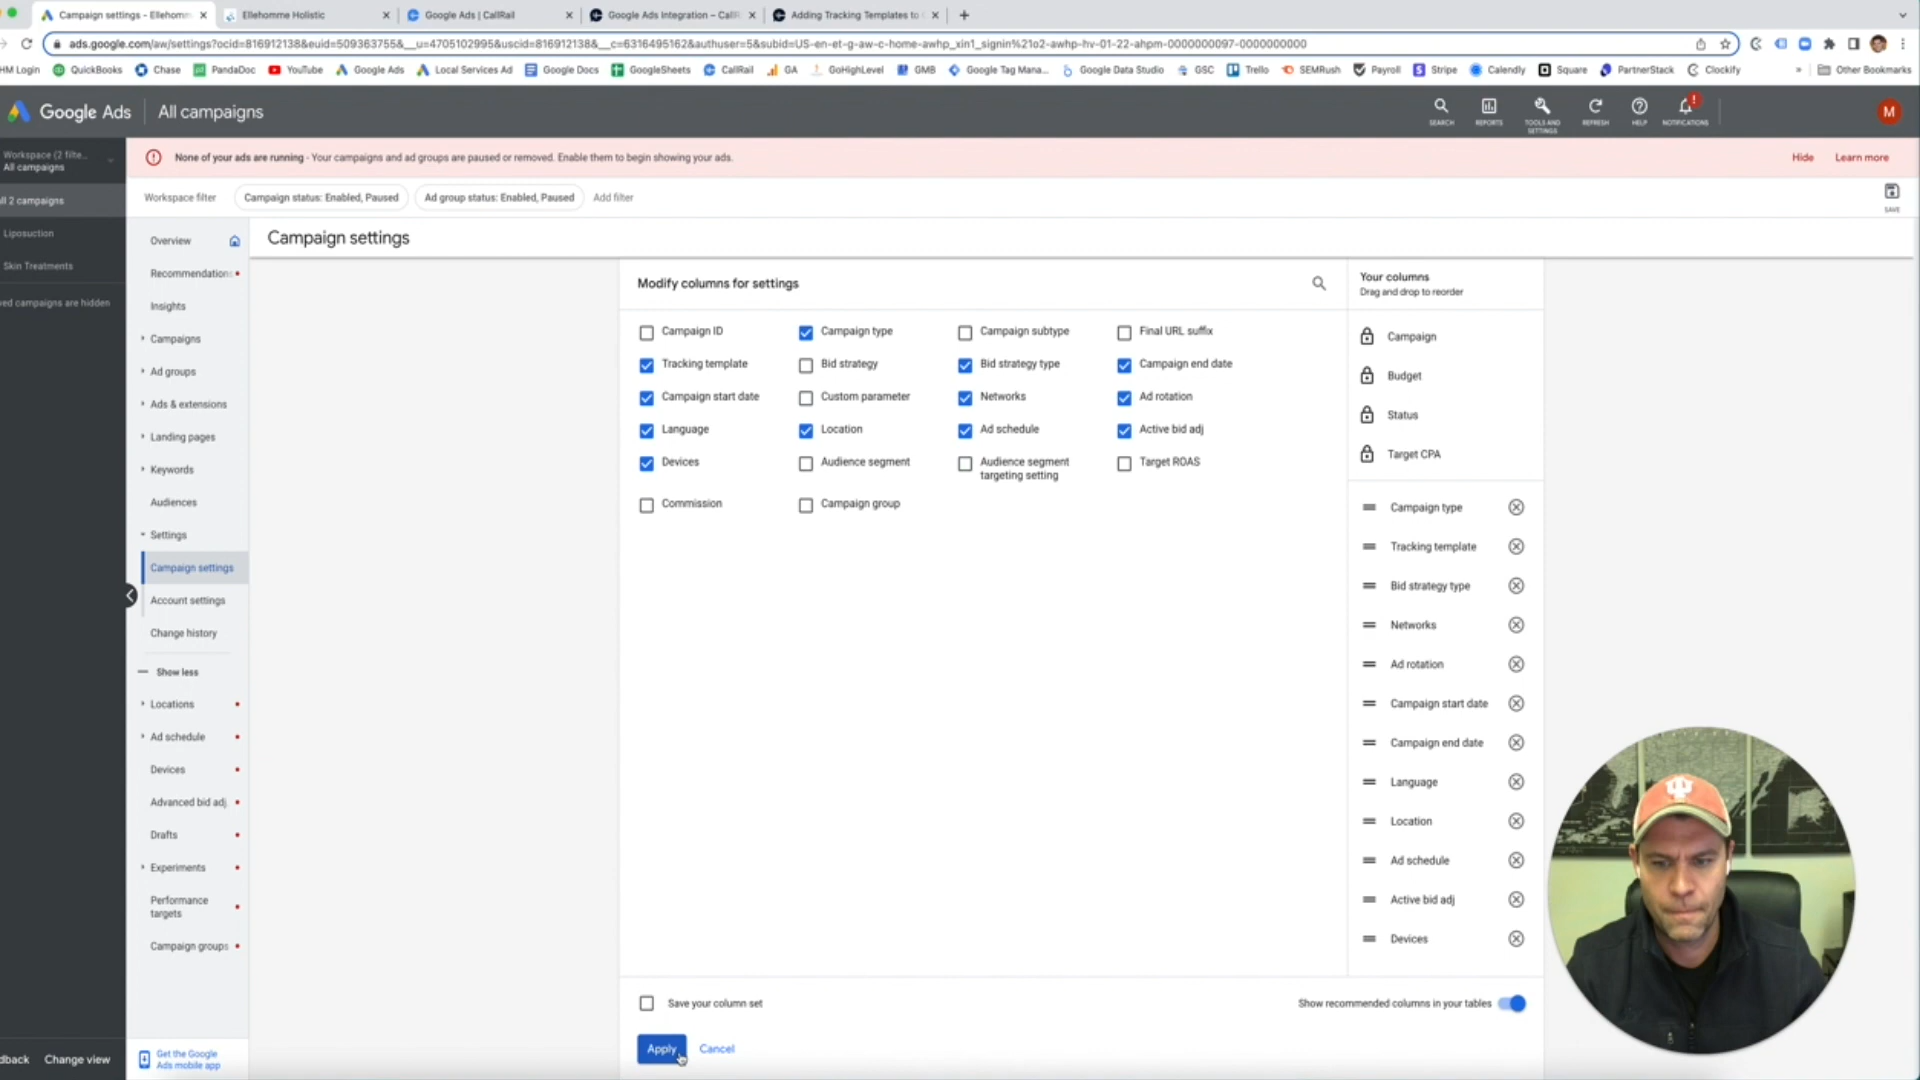 Campaign settings - Ellehomm
Ellehomme Holistic
Google Ads | CallRail
Google Ads Integration – CallR
Adding Tracking Templates to
ads.google.com/aw/settings?ocid=816912138&euid=509363755&__u=4705102995&uscid=816912138&__c=6316495162&authuser=5&subid=US-en-et-g-aw-c-home-awhp_xin1_signin%21o2-awhp-hv-01-22-ahpm-0000000097-0000000000
HM Login
QuickBooks
Chase
PandaDoc
YouTube
Google Ads
Local Services Ad
Google Docs
GoogleSheets
CallRail
GA
GoHighLevel
GMB
Google Tag Mana...
Google Data Studio
GSC
Trello
SEMRush
Payroll
Stripe
Calendly
Square
PartnerStack
Clockify
»
Other Bookmarks
Google Ads
All campaigns
SEARCH
REPORTS
TOOLS AND SETTINGS
REFRESH
HELP
NOTIFICATIONS
M
Workspace (2 filte...
All campaigns
None of your ads are running - Your campaigns and ad groups are paused or removed. Enable them to begin showing your ads.
Hide
Learn more
ll 2 campaigns
Workspace filter
Campaign status: Enabled, Paused
Ad group status: Enabled, Paused
Add filter
SAVE
Liposuction
Skin Treatments
ved campaigns are hidden
Overview
Recommendations
Insights
Campaigns
Ad groups
Ads & extensions
Landing pages
Keywords
Audiences
Settings
Campaign settings
Account settings
Change history
Show less
Locations
Ad schedule
Devices
Advanced bid adj.
Drafts
Experiments
Performance
targets
Campaign groups
Get the Google
Ads mobile app
dback
Change view
Campaign settings
Modify columns for settings
Campaign ID
Campaign type
Campaign subtype
Final URL suffix
Tracking template
Bid strategy
Bid strategy type
Campaign end date
Campaign start date
Custom parameter
Networks
Ad rotation
Language
Location
Ad schedule
Active bid adj
Devices
Audience segment
Audience segment
targeting setting
Target ROAS
Commission
Campaign group
Your columns
Drag and drop to reorder
Campaign
Budget
Status
Target CPA
Campaign type
Tracking template
Bid strategy type
Networks
Ad rotation
Campaign start date
Campaign end date
Language
Location
Ad schedule
Active bid adj
Devices
Save your column set
Show recommended columns in your tables
Apply
Cancel